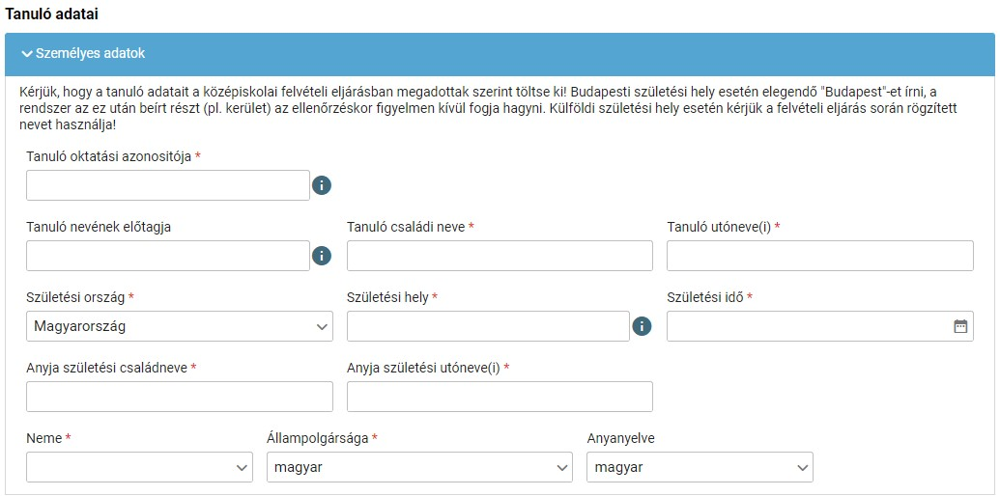 Tanuló adatai
Személyes adatok
Kérjük, hogy a tanuló adatait a középiskolai felvételi eljárásban megadottak szerint töltse ki! Budapesti születési hely esetén elegendő "Budapest"-et írni, a
rendszer az ez után beírt részt (pl. kerület) az ellenőrzéskor figyelmen kívül fogja hagyni. Külföldi születési hely esetén kérjük a felvételi eljárás során rögzített
nevet használja!
Tanuló oktatási azonosítója *
Tanuló nevének előtagja Tanuló családi neve * Tanuló utóneve(i) *
Születési ország * Születési hely * Születési idő *
Magyarország
Anyja születési családneve * Anyja születési utóneve(i) *
Neme * Állampolgársága * Anyanyelve
magyar magyar